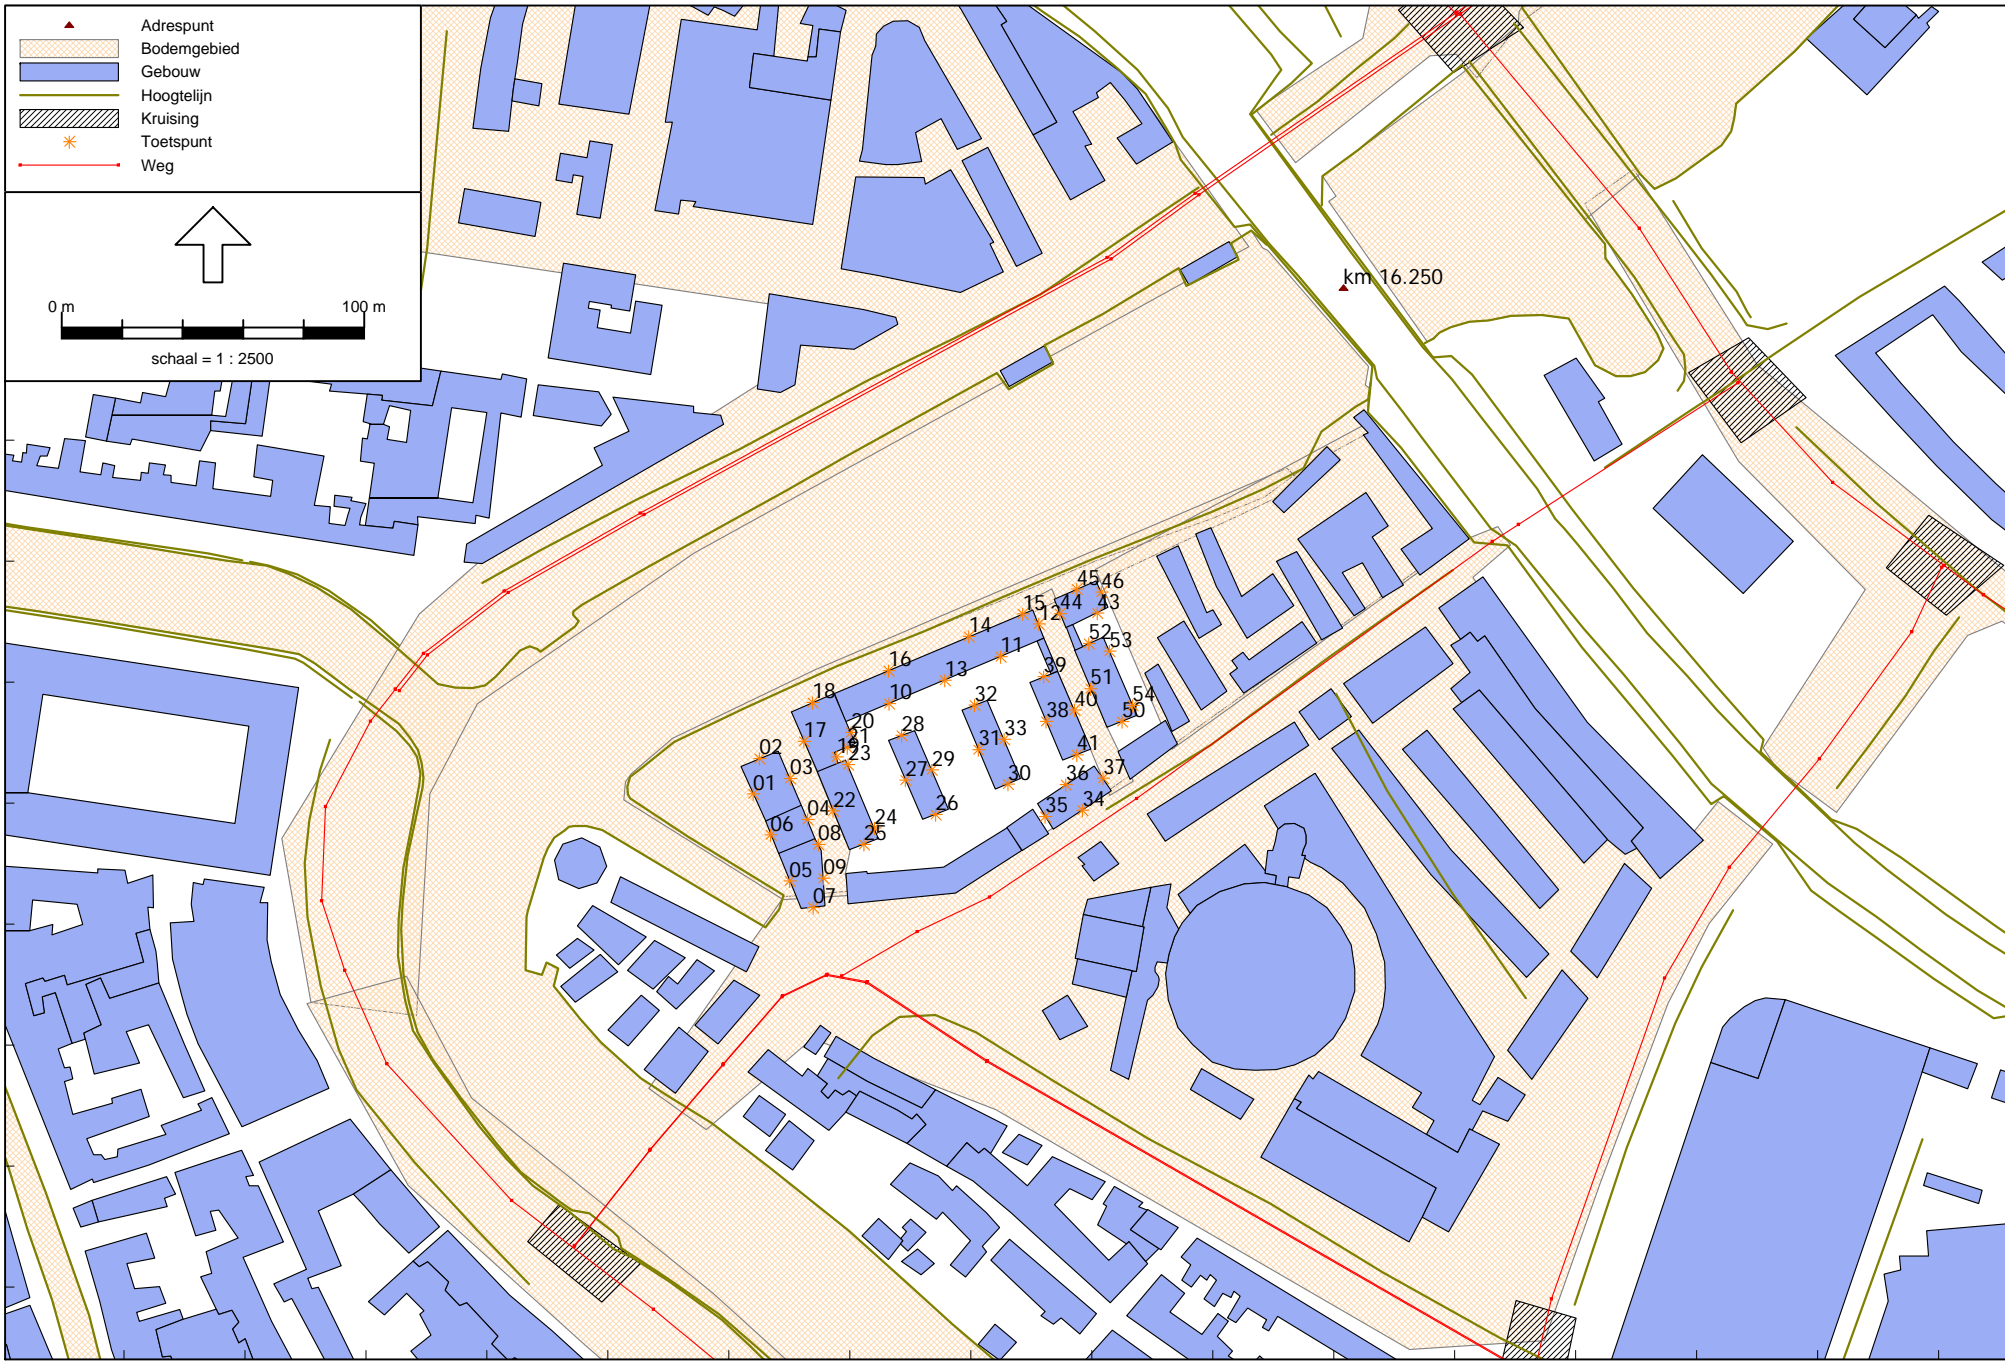 Adrespunt
Bodemgebied
Gebouw
Hoogtelijn
Kruising
Toetspunt
Weg
0 m 100 m
schaal = 1 : 2500
km 16.250
45 46
15 12 44 43
14
52 53
11
16 13 39
51
18 10 32 40 54
38 50
17 20 28 33
21
19 23 31 41
02
03 29
27 30 36 37
01
04 22 26 35 34
06 24
08 25
05 09
07